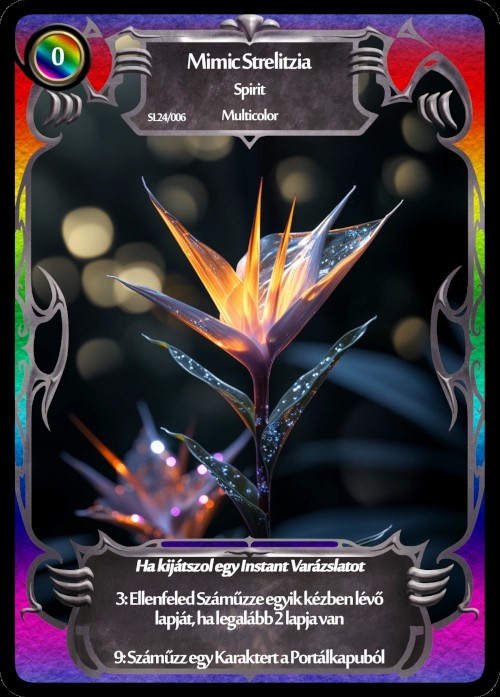 0
Mimic Strelitzia
Spirit
SL24/006
Multicolor
Ha kijátszol egy Instant Varázslatot
3: Ellenfeled Száműzze egyik kézben lévő
lapját, ha legalább 2 lapja van
9: Száműzz egy Karaktert a Portálkapuból